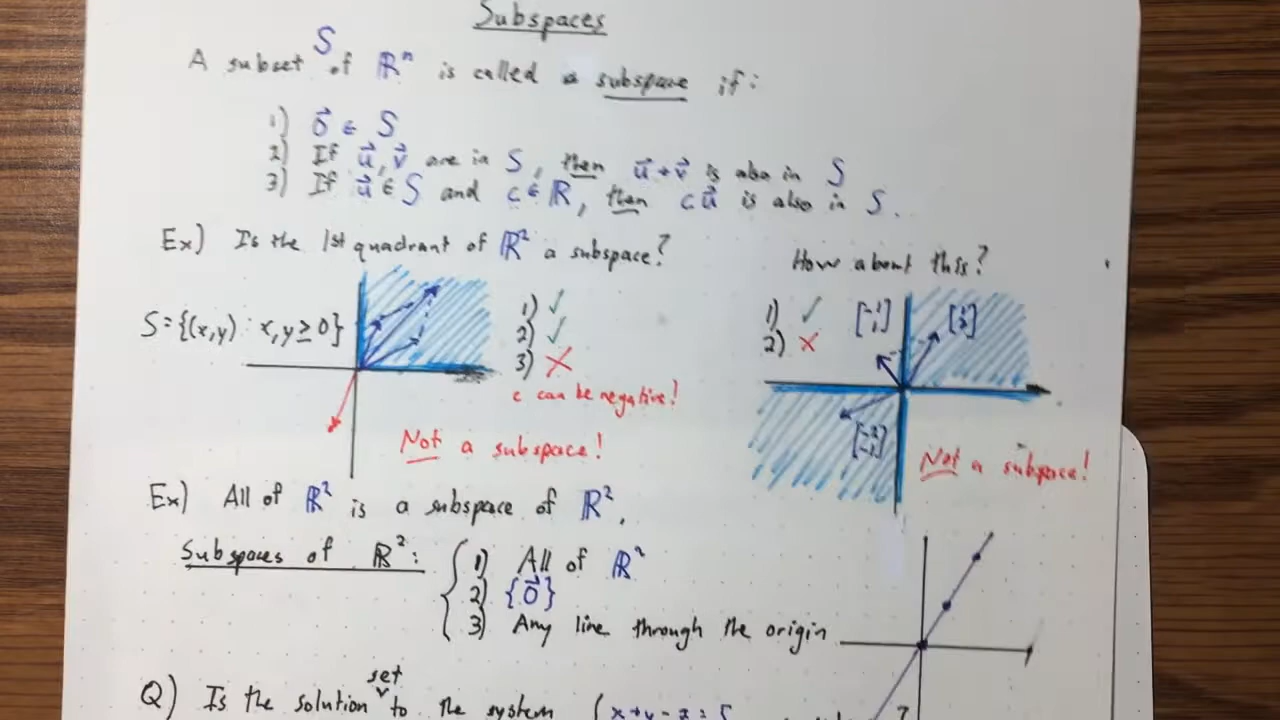 Subspaces
A subset S of ℝⁿ is called a subspace if:
1) 0⃗ ∈ S
2) If u⃗, v⃗ are in S, then u⃗ + v⃗ is also in S
3) If u⃗ ∈ S and c ∈ ℝ, then cu⃗ is also in S.
Ex) Is the 1st quadrant of ℝ² a subspace?
S = {(x,y) : x, y ≥ 0}
1) ✓
2) ✓
3) ✗
c can be negative!
Not a subspace!
How about this?
1) ✓
2) ✗
[-1 1]
Not a subspace!
Ex) All of ℝ² is a subspace of ℝ².
Subspaces of ℝ²:
1) All of ℝ²
2) {0⃗}
3) Any line through the origin
Q) Is the solution set to the system { x+y-z=5